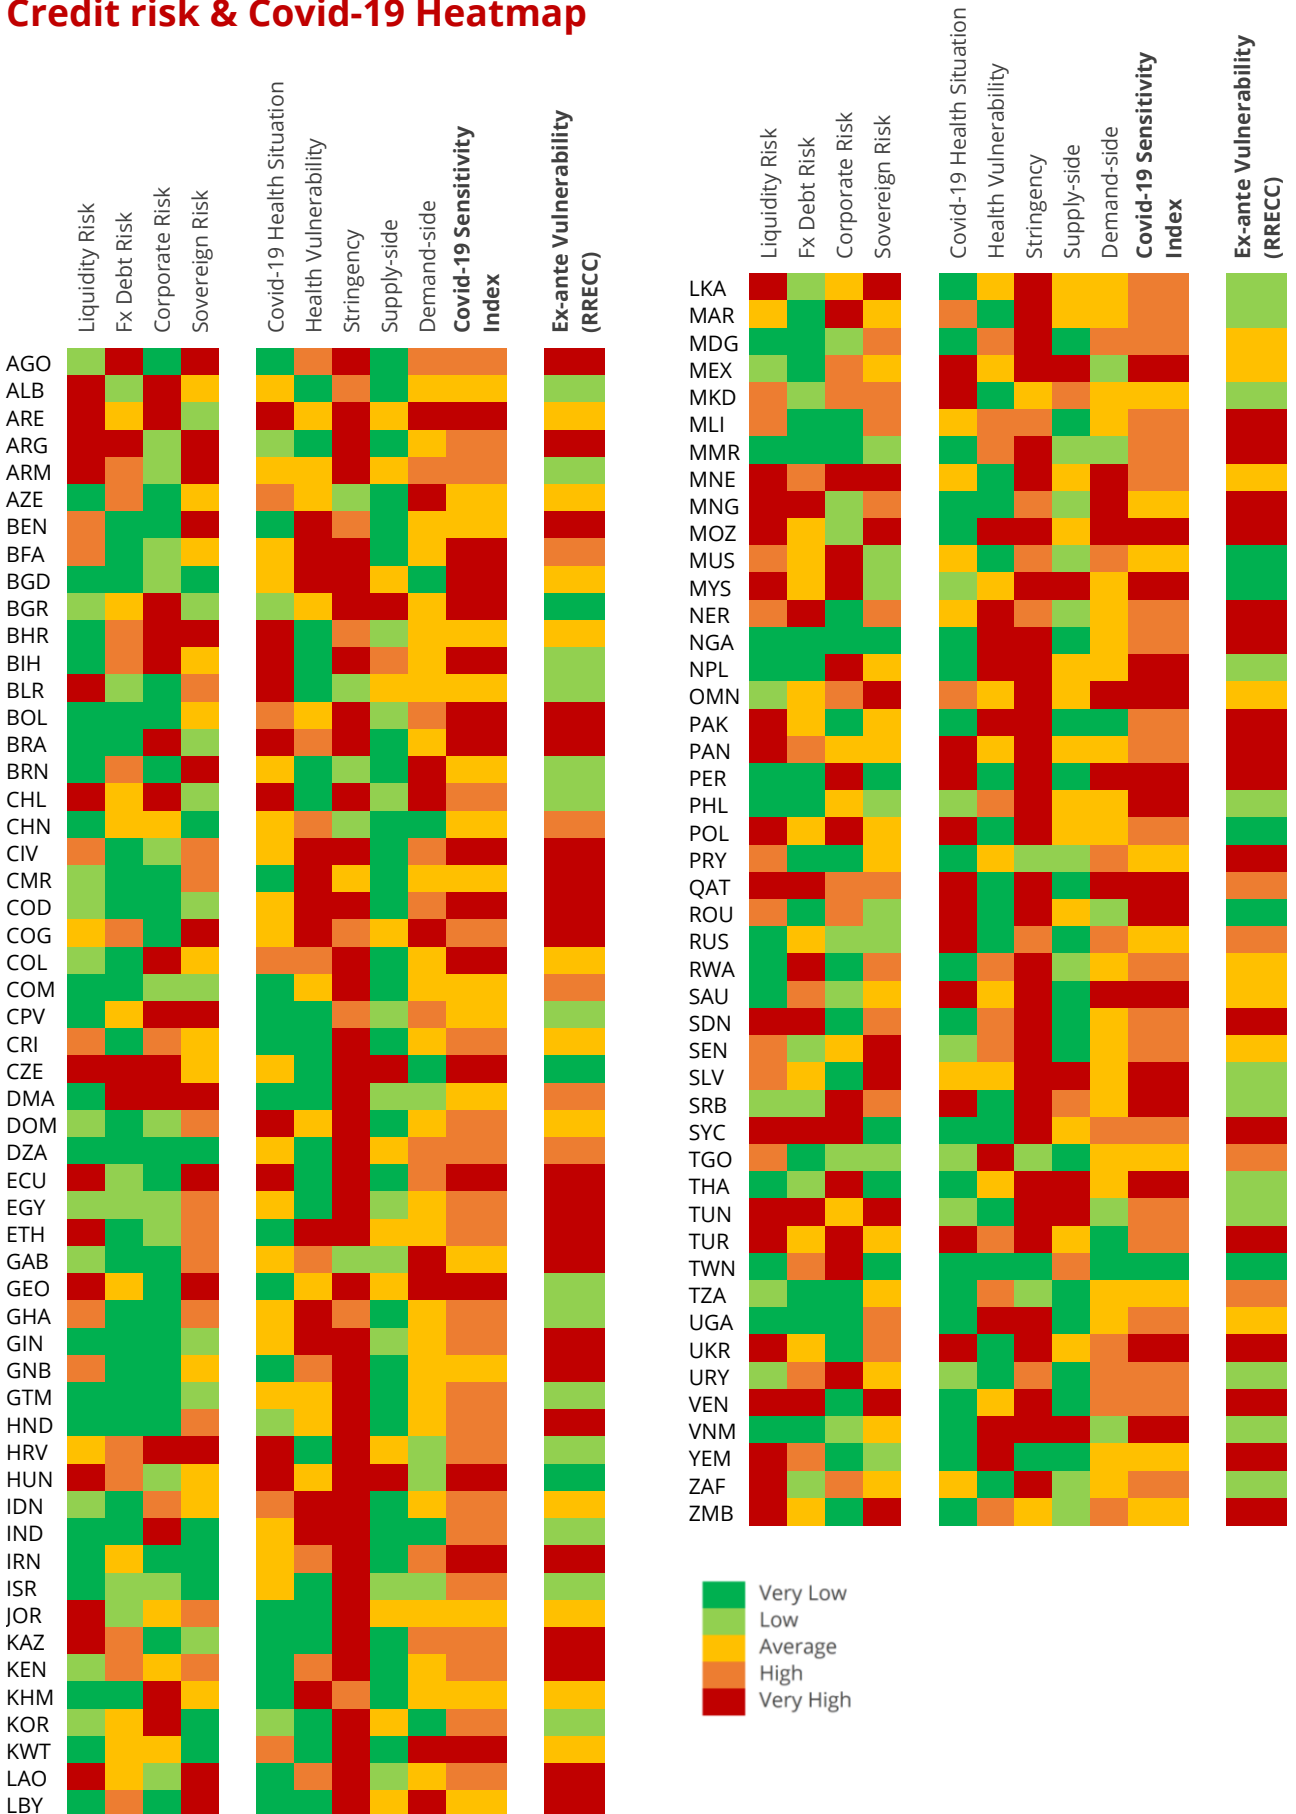 Credit risk & Covid-19 Heatmap
Liquidity Risk
Fx Debt Risk
Corporate Risk
Sovereign Risk
Covid-19 Health Situation
Health Vulnerability
Stringency
Supply-side
Demand-side
Covid-19 Sensitivity
Index
Ex-ante Vulnerability
(RRECC)
AGO
ALB
ARE
ARG
ARM
AZE
BEN
BFA
BGD
BGR
BHR
BIH
BLR
BOL
BRA
BRN
CHL
CHN
CIV
CMR
COD
COG
COL
COM
CPV
CRI
CZE
DMA
DOM
DZA
ECU
EGY
ETH
GAB
GEO
GHA
GIN
GNB
GTM
HND
HRV
HUN
IDN
IND
IRN
ISR
JOR
KAZ
KEN
KHM
KOR
KWT
LAO
LBY
Liquidity Risk
Fx Debt Risk
Corporate Risk
Sovereign Risk
Covid-19 Health Situation
Health Vulnerability
Stringency
Supply-side
Demand-side
Covid-19 Sensitivity
Index
Ex-ante Vulnerability
(RRECC)
LKA
MAR
MDG
MEX
MKD
MLI
MMR
MNE
MNG
MOZ
MUS
MYS
NER
NGA
NPL
OMN
PAK
PAN
PER
PHL
POL
PRY
QAT
ROU
RUS
RWA
SAU
SDN
SEN
SLV
SRB
SYC
TGO
THA
TUN
TUR
TWN
TZA
UGA
UKR
URY
VEN
VNM
YEM
ZAF
ZMB
Very Low
Low
Average
High
Very High